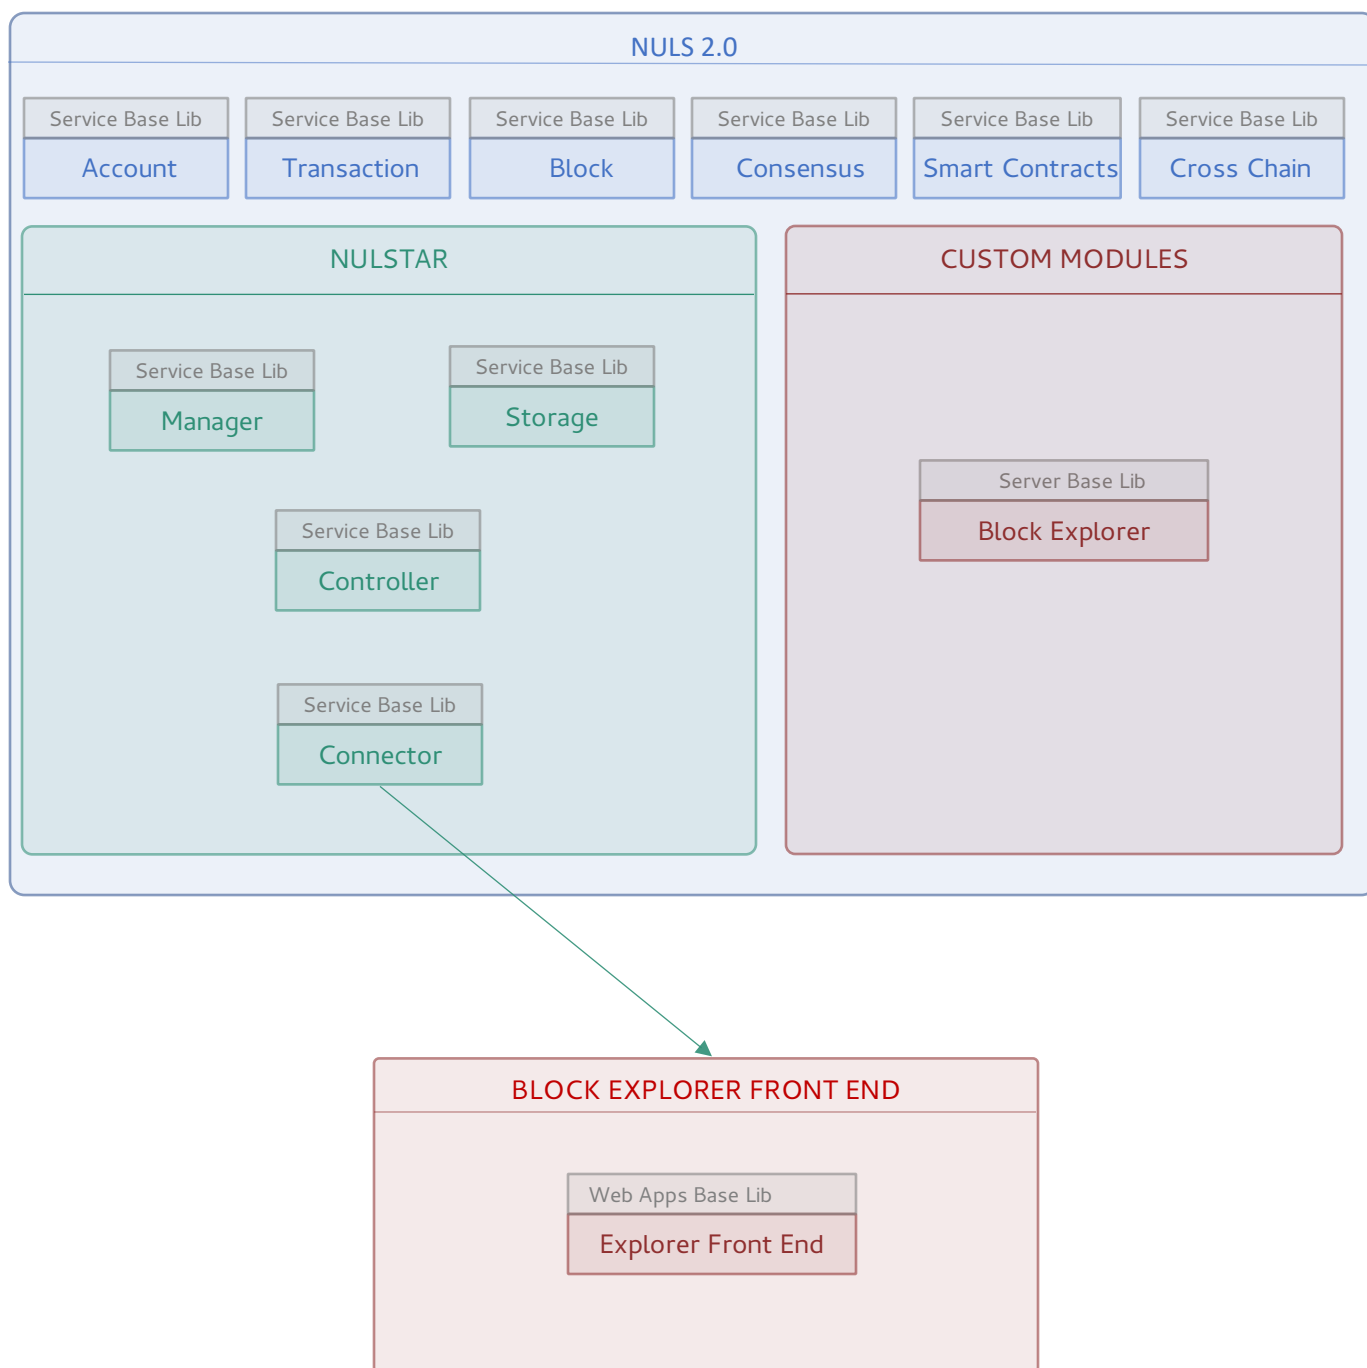 NULS 2.0
Service Base Lib
Account
Service Base Lib
Transaction
Service Base Lib
Block
Service Base Lib
Consensus
Service Base Lib
Smart Contracts
Service Base Lib
Cross Chain
NULSTAR
Service Base Lib
Manager
Service Base Lib
Storage
Service Base Lib
Controller
Service Base Lib
Connector
CUSTOM MODULES
Server Base Lib
Block Explorer
BLOCK EXPLORER FRONT END
Web Apps Base Lib
Explorer Front End